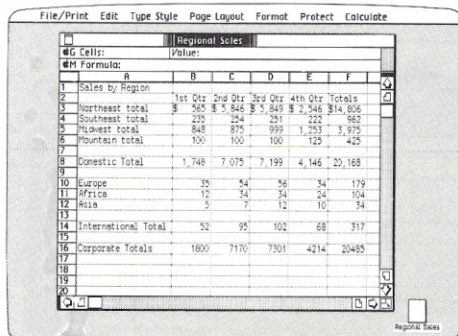 File/Print Edit Type Style Page Layout Format Protect Calculate
Regional Sales
⌘G Cells: Value:
⌘M Formula:
A B C D E F
1 Sales by Region
2 1st Qtr 2nd Qtr 3rd Qtr 4th Qtr Totals
3 Northeast total $ 565 $ 5,846 $ 5,849 $ 2,546 $14,806
4 Southeast total 235 254 251 222 962
5 Midwest total 848 875 999 1,253 3,975
6 Mountain total 100 100 100 125 425
7
8 Domestic Total 1,748 7,075 7,199 4,146 20,168
9
10 Europe 35 54 56 34 179
11 Africa 12 34 34 24 104
12 Asia 5 7 12 10 34
13
14 International Total 52 95 102 68 317
15
16 Corporate Totals 1800 7170 7301 4214 20485
17
18
19
20
Regional Sales